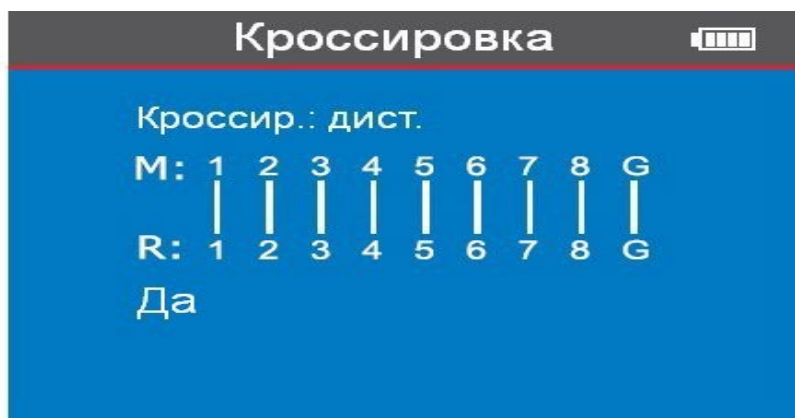 Кроссировка
Кроссир.: дист.
M: 1 2 3 4 5 6 7 8 G
R: 1 2 3 4 5 6 7 8 G
Да